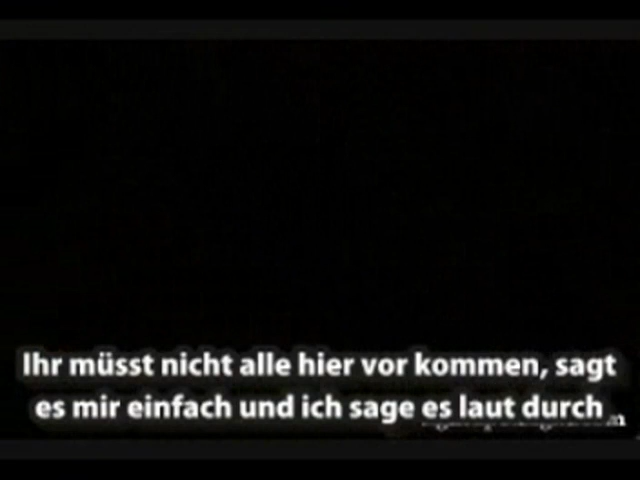 Ihr müsst nicht alle hier vor kommen, sagt
es mir einfach und ich sage es laut durch